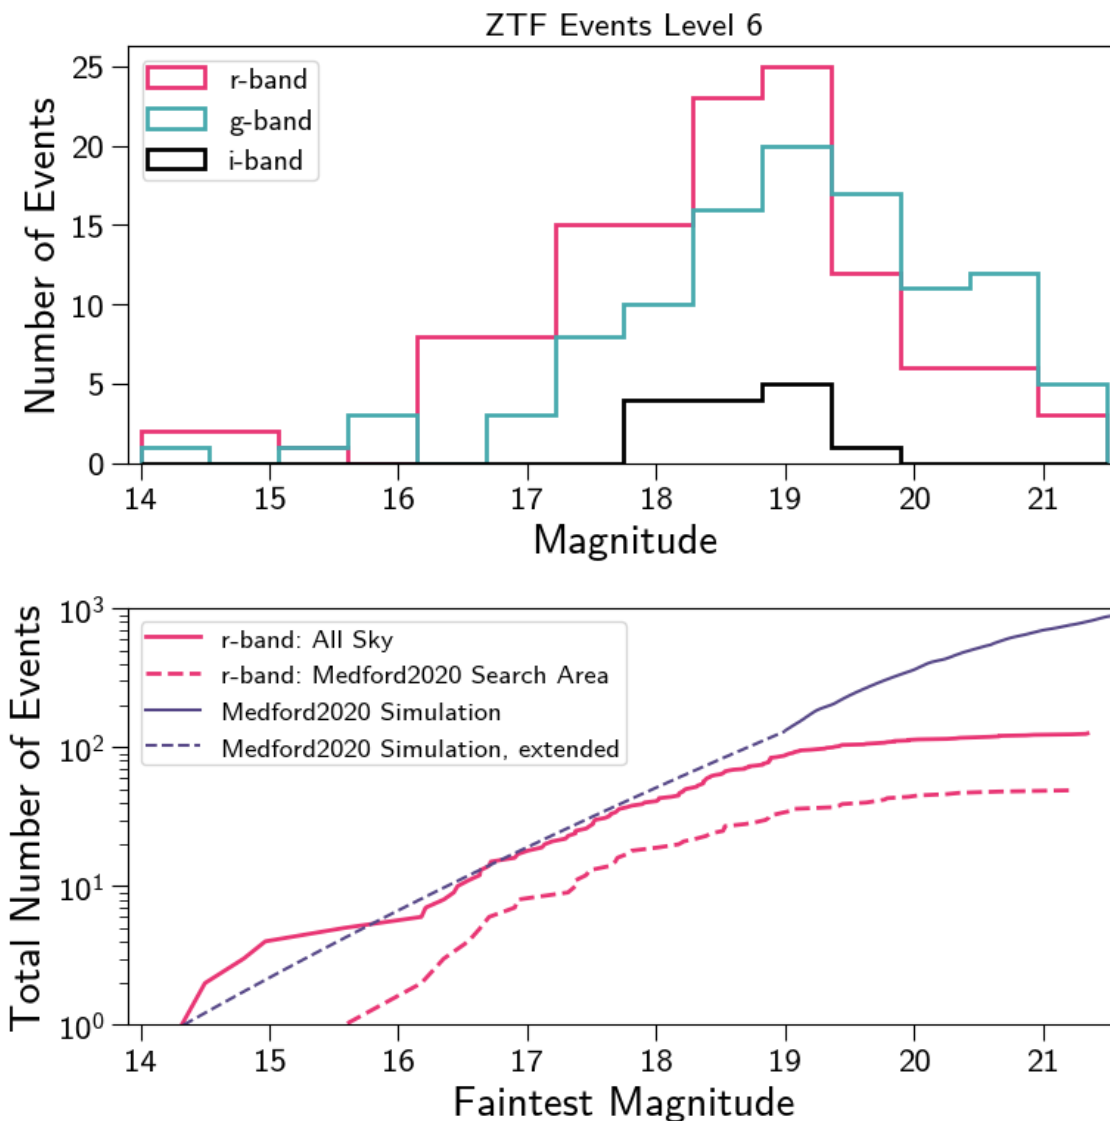 ZTF Events Level 6
Number of Events
25
20
15
10
5
0
r-band
g-band
i-band
14 15 16 17 18 19 20 21
Magnitude
Total Number of Events
10³
10²
10¹
10⁰
r-band: All Sky
r-band: Medford2020 Search Area
Medford2020 Simulation
Medford2020 Simulation, extended
14 15 16 17 18 19 20 21
Faintest Magnitude